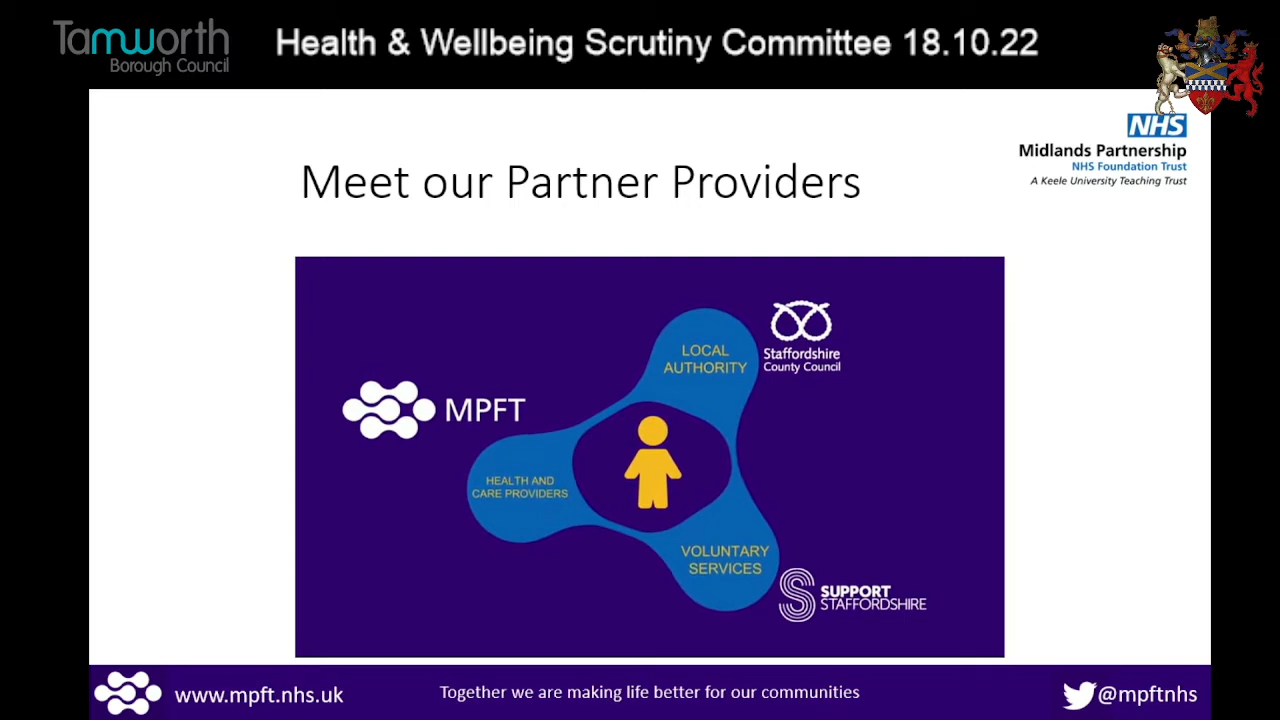 Tamworth
Borough Council
Health & Wellbeing Scrutiny Committee 18.10.22
NHS
Midlands Partnership
NHS Foundation Trust
A Keele University Teaching Trust
Meet our Partner Providers
LOCAL
AUTHORITY
Staffordshire
County Council
MPFT
HEALTH AND
CARE PROVIDERS
VOLUNTARY
SERVICES
SUPPORT
STAFFORDSHIRE
www.mpft.nhs.uk
Together we are making life better for our communities
@mpftnhs